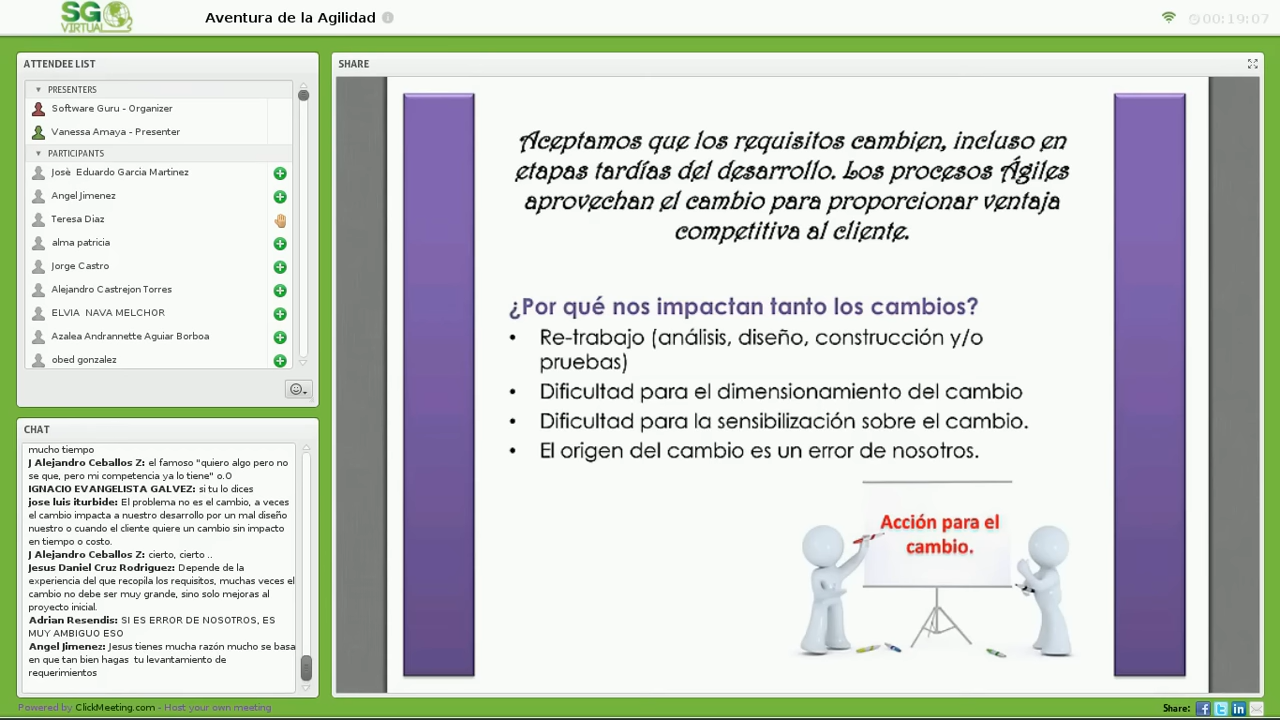 SG
VIRTUAL
Aventura de la Agilidad
00:19:07
ATTENDEE LIST
PRESENTERS
Software Guru - Organizer
Vanessa Amaya - Presenter
PARTICIPANTS
Josè Eduardo Garcia Martinez
Angel Jimenez
Teresa Diaz
alma patricia
Jorge Castro
Alejandro Castrejon Torres
ELVIA NAVA MELCHOR
Azalea Andrannette Aguiar Borboa
obed gonzalez
CHAT
mucho tiempo
J Alejandro Ceballos Z: el famoso "quiero algo pero no
se que, pero mi competencia ya lo tiene" o.O
IGNACIO EVANGELISTA GALVEZ: si tu lo dices
jose luis iturbide: El problema no es el cambio, a veces
el cambio impacta a nuestro desarrollo por un mal diseño
nuestro o cuando el cliente quiere un cambio sin impacto
en tiempo o costo.
J Alejandro Ceballos Z: cierto, cierto ..
Jesus Daniel Cruz Rodriguez: Depende de la
experiencia del que recopila los requisitos, muchas veces el
cambio no debe ser muy grande, sino solo mejoras al
proyecto inicial.
Adrian Resendis: SI ES ERROR DE NOSOTROS, ES
MUY AMBIGUO ESO
Angel Jimenez: Jesus tienes mucha razón mucho se basa
en que tan bien hagas tu levantamiento de
requerimientos
SHARE
Aceptamos que los requisitos cambien, incluso en
etapas tardías del desarrollo. Los procesos Ágiles
aprovechan el cambio para proporcionar ventaja
competitiva al cliente.
¿Por qué nos impactan tanto los cambios?
• Re-trabajo (análisis, diseño, construcción y/o
pruebas)
• Dificultad para el dimensionamiento del cambio
• Dificultad para la sensibilización sobre el cambio.
• El origen del cambio es un error de nosotros.
Acción para el
cambio.
Powered by ClickMeeting.com - Host your own meeting
Share: